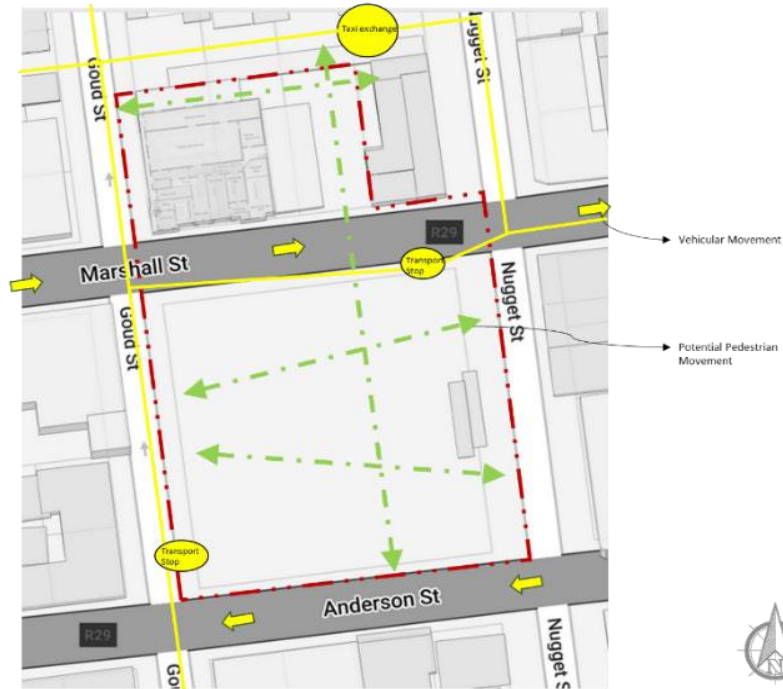 Taxi exchange
Nugget St
Goud St
R29
Marshall St
Transport
Stop
Vehicular Movement
Nugget St
Goud St
Potential Pedestrian
Movement
Transport
Stop
Anderson St
R29
Nugget St
Gou
N